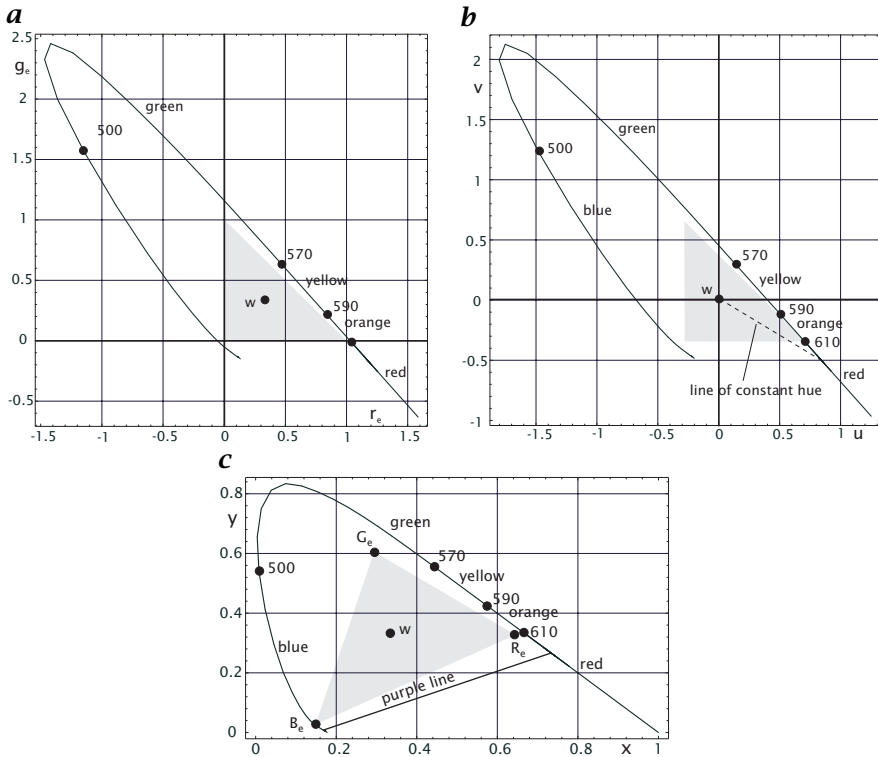 a
2.5
g_e
2
1.5
1
0.5
0
-0.5
green
500
570
yellow
w
590
orange
red
r_e
-1.5 -1 -0.5 0 0.5 1 1.5
b
2
v
1.5
1
0.5
0
-0.5
-1
green
500
blue
570
w
yellow
590
orange
610
red
line of constant hue
-1.5 -1 -0.5 0 0.5 1 u
c
0.8
y
0.6
0.4
0.2
0
green
G_e
570
500
yellow
590
orange
w
610
R_e
blue
red
purple line
B_e
0 0.2 0.4 0.6 0.8 x 1